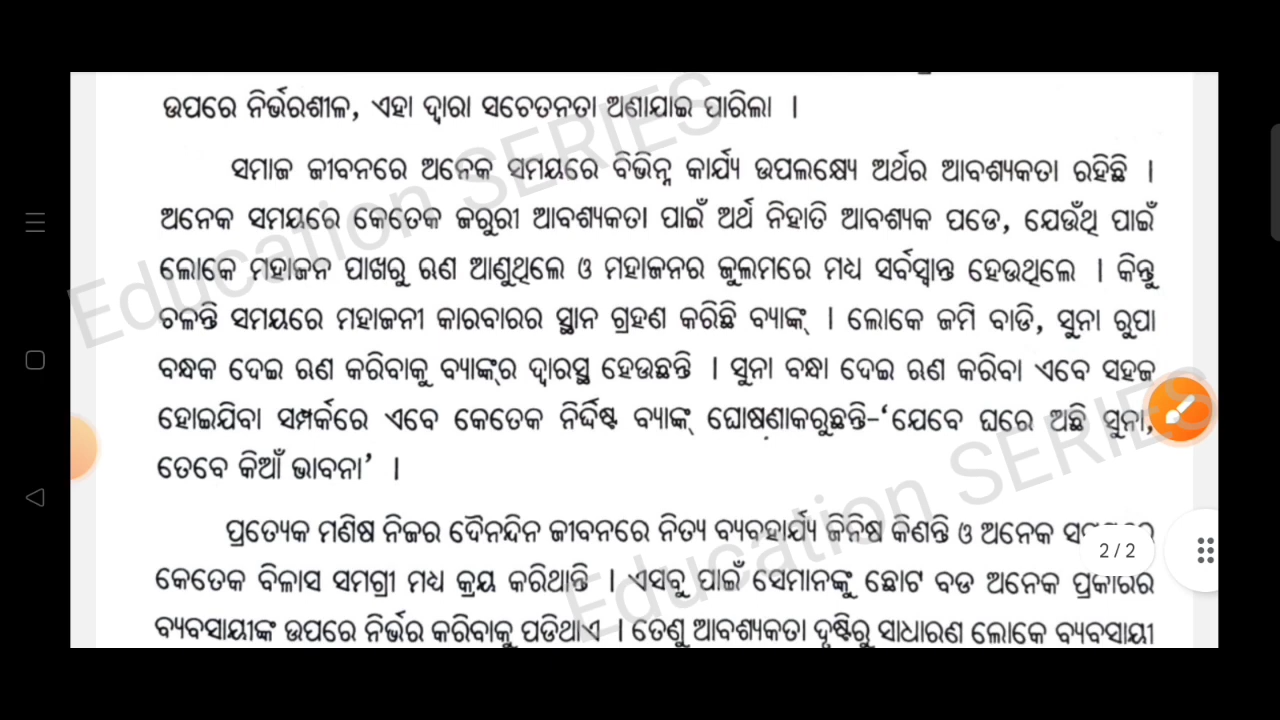 ଉପରେ ନିର୍ଭରଶୀଳ, ଏହା ଦ୍ୱାରା ସଚେତନତା ଅଣାଯାଇ ପାରିଲା ।
ସମାଜ ଜୀବନରେ ଅନେକ ସମୟରେ ବିଭିନ୍ନ କାର୍ଯ୍ୟ ଉପଲକ୍ଷ୍ୟେ ଅର୍ଥର ଆବଶ୍ୟକତା ରହିଛି ।
ଅନେକ ସମୟରେ କେତେକ ଜରୁରୀ ଆବଶ୍ୟକତା ପାଇଁ ଅର୍ଥ ନିହାତି ଆବଶ୍ୟକ ପଡେ, ଯେଉଁଥି ପାଇଁ
ଲୋକେ ମହାଜନ ପାଖରୁ ଋଣ ଆଣୁଥିଲେ ଓ ମହାଜନର ଜୁଲମରେ ମଧ୍ୟ ସର୍ବସ୍ୱାନ୍ତ ହେଉଥିଲେ । କିନ୍ତୁ
ଚଳନ୍ତି ସମୟରେ ମହାଜନୀ କାରବାରର ସ୍ଥାନ ଗ୍ରହଣ କରିଛି ବ୍ୟାଙ୍କ୍ । ଲୋକେ ଜମି ବାଡି, ସୁନା ରୁପା
ବନ୍ଧକ ଦେଇ ଋଣ କରିବାକୁ ବ୍ୟାଙ୍କ୍‌ର ଦ୍ୱାରସ୍ଥ ହେଉଛନ୍ତି । ସୁନା ବନ୍ଧା ଦେଇ ଋଣ କରିବା ଏବେ ସହଜ
ହୋଇଯିବା ସମ୍ପର୍କରେ ଏବେ କେତେକ ନିର୍ଦ୍ଦିଷ୍ଟ ବ୍ୟାଙ୍କ୍ ଘୋଷଣାକରୁଛନ୍ତି-‘ଯେବେ ଘରେ ଅଛି ସୁନା,
ତେବେ କିଆଁ ଭାବନା’ ।
ପ୍ରତ୍ୟେକ ମଣିଷ ନିଜର ଦୈନନ୍ଦିନ ଜୀବନରେ ନିତ୍ୟ ବ୍ୟବହାର୍ଯ୍ୟ ଜିନିଷ କିଣନ୍ତି ଓ ଅନେକ
2 / 2
କେତେକ ବିଳାସ ସମଗ୍ରୀ ମଧ୍ୟ କ୍ରୟ କରିଥାନ୍ତି । ଏସବୁ ପାଇଁ ସେମାନଙ୍କୁ ଛୋଟ ବଡ ଅନେକ ପ୍ରକାରର
ବ୍ୟବସାୟୀଙ୍କ ଉପରେ ନିର୍ଭର କରିବାକୁ ପଡିଥାଏ । ତେଣୁ ଆବଶ୍ୟକତା ଦୃଷ୍ଟିରୁ ସାଧାରଣ ଲୋକେ ବ୍ୟବସାୟୀ
Education SERIES
Education SERIES